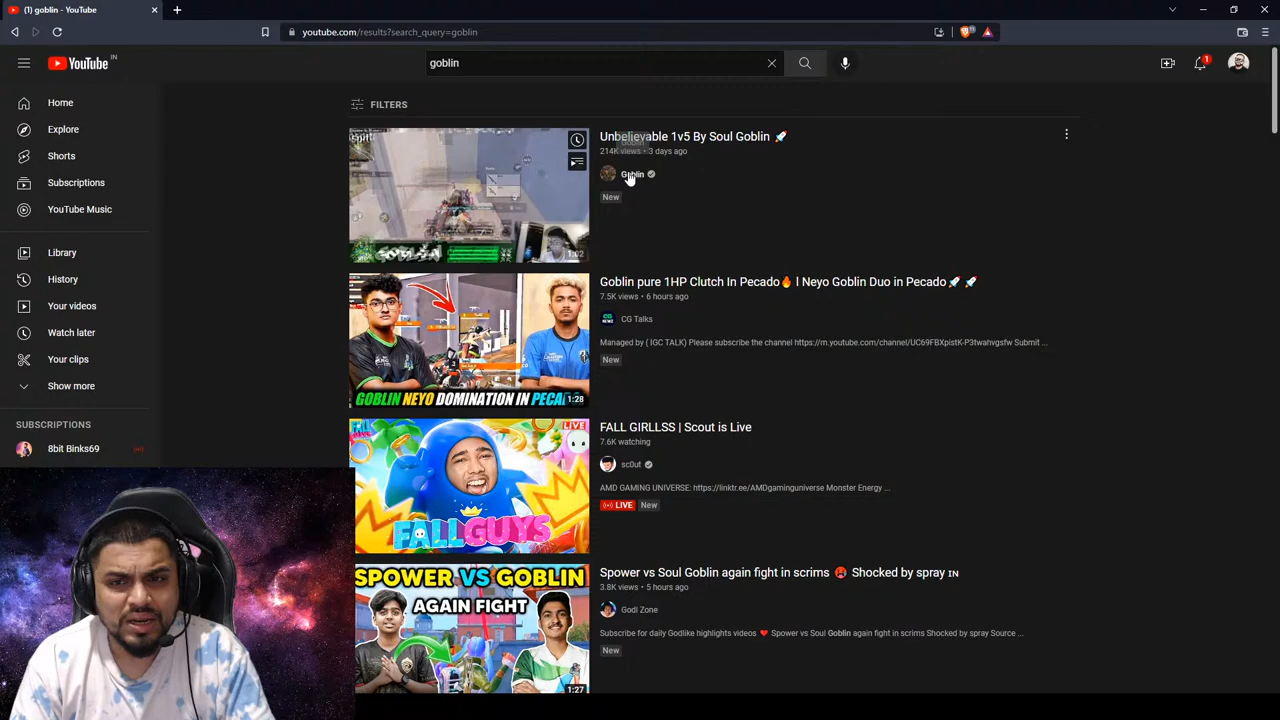 (1) goblin - YouTube
youtube.com/results?search_query=goblin
YouTube IN
goblin
1
Home
Explore
Shorts
Subscriptions
YouTube Music
Library
History
Your videos
Watch later
Your clips
Show more
SUBSCRIPTIONS
8bit Binks69
FILTERS
Unbelievable 1v5 By Soul Goblin 🚀
214K views • 3 days ago
Goblin
New
GOBLIN
1:02
Goblin pure 1HP Clutch In Pecado🔥 l Neyo Goblin Duo in Pecado🚀 🚀
7.5K views • 6 hours ago
CG Talks
Managed by ( IGC TALK) Please subscribe the channel https://m.youtube.com/channel/UC69FBXpistK-P3twahvgsfw Submit ...
New
GOBLIN NEYO DOMINATION IN
1:28
FALL GIRLLSS | Scout is Live
7.6K watching
sc0ut
AMD GAMING UNIVERSE: https://linktr.ee/AMDgaminguniverse Monster Energy ...
LIVE New
LIVE
FALL GUYS
Spower vs Soul Goblin again fight in scrims 🥵 Shocked by spray IN
3.8K views • 5 hours ago
Godl Zone
Subscribe for daily Godlike highlights videos ❤️ Spower vs Soul Goblin again fight in scrims Shocked by spray Source ...
New
SPOWER VS GOBLIN
AGAIN FIGHT
1:27